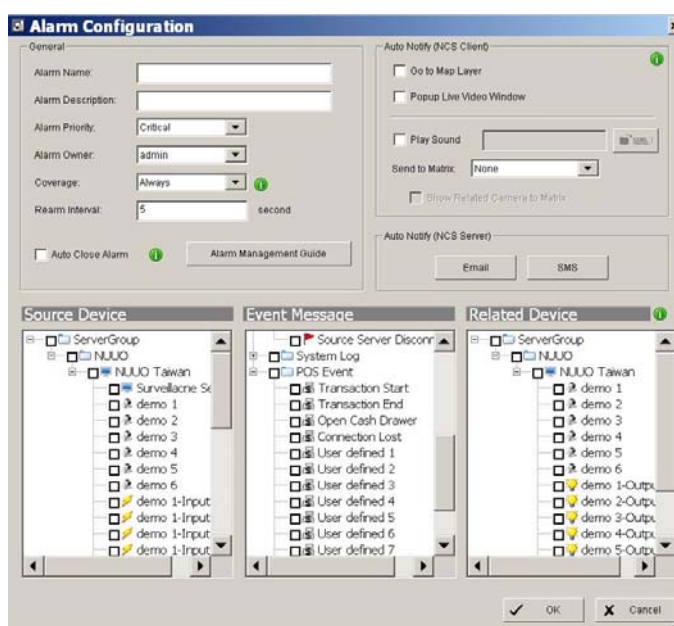 Alarm Configuration
General
Alarm Name:
Alarm Description:
Alarm Priority: Critical
Alarm Owner: admin
Coverage: Always
Rearm Interval: 5 second
Auto Close Alarm
Alarm Management Guide
Auto Notify (NCS Client)
Go to Map Layer
Popup Live Video Window
Play Sound
Send to Matrix: None
Show Related Camera to Matrix
Auto Notify (NCS Server)
Email
SMS
Source Device
ServerGroup
NUUO
NUUO Taiwan
Surveillacne Se
demo 1
demo 2
demo 3
demo 4
demo 5
demo 6
demo 1-Input
demo 1-Input
demo 1-Input
demo 1-Input
Event Message
Source Server Disconr
System Log
POS Event
Transaction Start
Transaction End
Open Cash Drawer
Connection Lost
User defined 1
User defined 2
User defined 3
User defined 4
User defined 5
User defined 6
User defined 7
Related Device
ServerGroup
NUUO
NUUO Taiwan
demo 1
demo 2
demo 3
demo 4
demo 5
demo 6
demo 1-Outpu
demo 2-Outpu
demo 3-Outpu
demo 4-Outpu
demo 5-Outpu
OK
Cancel